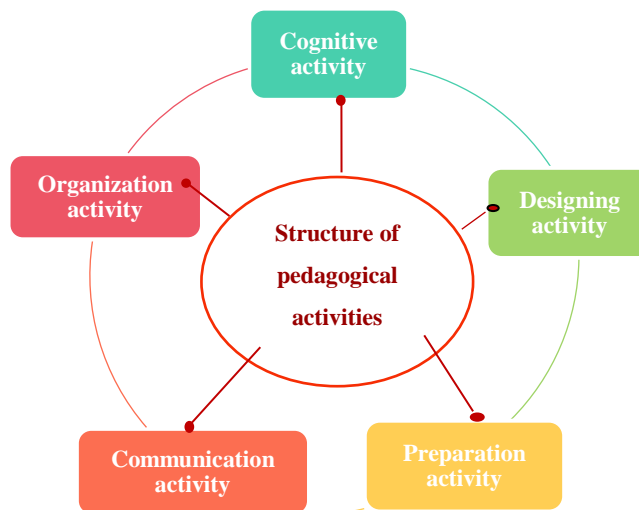 Cognitive
activity
Organization
activity
Designing
activity
Structure of
pedagogical
activities
Communication
activity
Preparation
activity